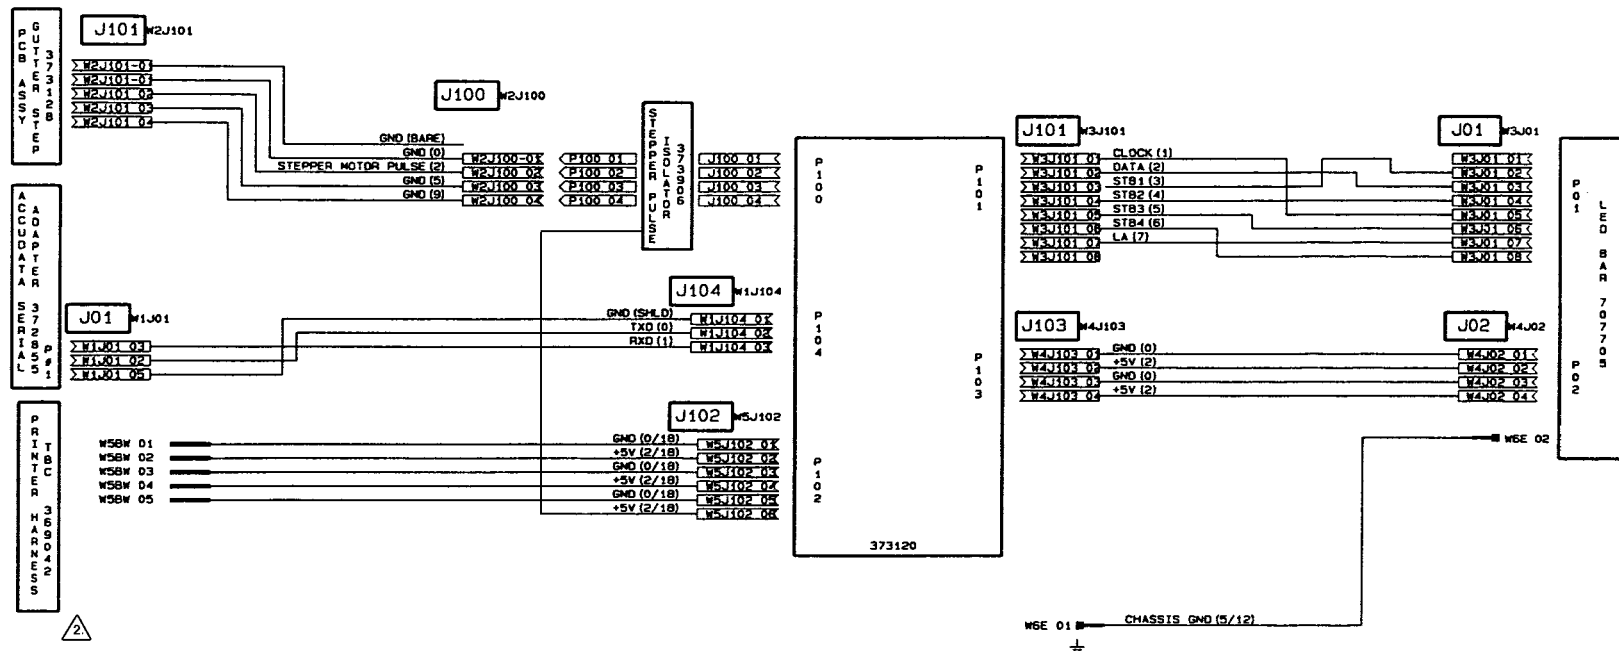 GUTTER STEP
PCB ASSY
373128
J101
W2J101
W2J101-01
W2J101-01
W2J101 02
W2J101 03
W2J101 04
J100
W2J100
GND (BARE)
GND (0)
STEPPER MOTOR PULSE (2)
GND (5)
GND (9)
W2J100-01
W2J100 02
W2J100 03
W2J100 04
P100 01
P100 02
P100 03
P100 04
STEPPER PULSE
ISOLATOR
373906
J100 01
J100 02
J100 03
J100 04
ACCUDATA SERIAL
ADAPTER 372855
P#1
J01
W1J01
W1J01 03
W1J01 02
W1J01 05
J104
W1J104
GND (SHLD)
TXD (0)
RXD (1)
W1J104 01
W1J104 02
W1J104 03
PRINTER HARNESS
TBC 369042
W5BW 01
W5BW 02
W5BW 03
W5BW 04
W5BW 05
J102
W5J102
GND (0/18)
+5V (2/18)
GND (0/18)
+5V (2/18)
GND (0/18)
+5V (2/18)
W5J102 01
W5J102 02
W5J102 03
W5J102 04
W5J102 05
W5J102 06
2.
P100
P104
P102
P101
P103
373120
J101
W3J101
W3J101 01
W3J101 02
W3J101 03
W3J101 04
W3J101 05
W3J101 06
W3J101 07
W3J101 08
CLOCK (1)
DATA (2)
STB1 (3)
STB2 (4)
STB3 (5)
STB4 (6)
LA (7)
J01
W3J01
W3J01 01
W3J01 02
W3J01 03
W3J01 04
W3J01 05
W3J01 06
W3J01 07
W3J01 08
J103
W4J103
W4J103 01
W4J103 02
W4J103 03
W4J103 04
GND (0)
+5V (2)
GND (0)
+5V (2)
J02
W4J02
W4J02 01
W4J02 02
W4J02 03
W4J02 04
P01
P02
LED BAR 707705
W6E 02
W6E 01
CHASSIS GND (5/12)